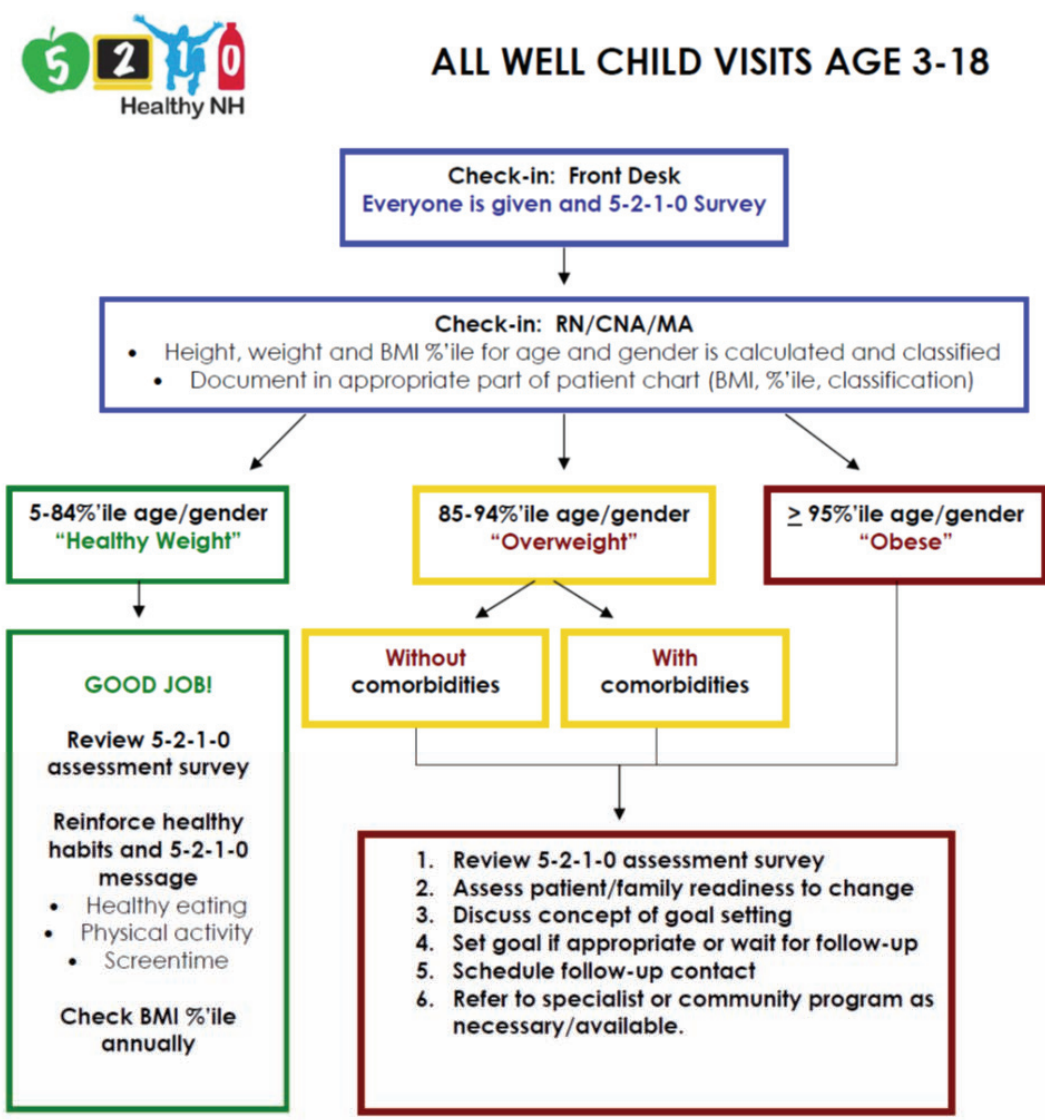 5 2 1 0
Healthy NH
ALL WELL CHILD VISITS AGE 3-18
Check-in: Front Desk
Everyone is given and 5-2-1-0 Survey
Check-in: RN/CNA/MA
• Height, weight and BMI %'ile for age and gender is calculated and classified
• Document in appropriate part of patient chart (BMI, %'ile, classification)
5-84%'ile age/gender
“Healthy Weight”
85-94%'ile age/gender
“Overweight”
≥ 95%'ile age/gender
“Obese”
Without
comorbidities
With
comorbidities
GOOD JOB!
Review 5-2-1-0
assessment survey
Reinforce healthy
habits and 5-2-1-0
message
• Healthy eating
• Physical activity
• Screentime
Check BMI %'ile
annually
1. Review 5-2-1-0 assessment survey
2. Assess patient/family readiness to change
3. Discuss concept of goal setting
4. Set goal if appropriate or wait for follow-up
5. Schedule follow-up contact
6. Refer to specialist or community program as
necessary/available.